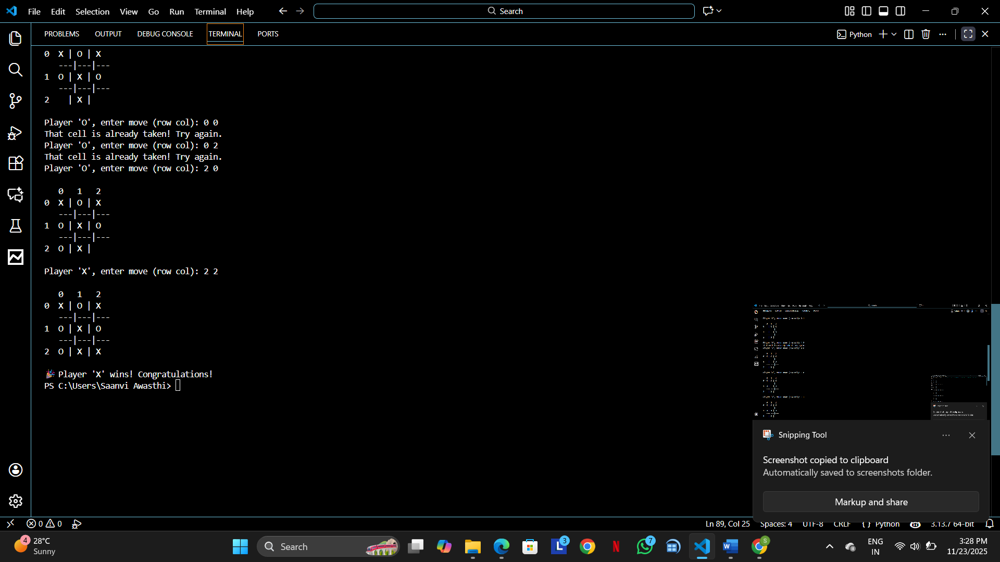 File Edit Selection View Go Run Terminal Help Search
PROBLEMS OUTPUT DEBUG CONSOLE TERMINAL PORTS Python
0  X | O | X
   ---|---|---
1  O | X | O
   ---|---|---
2    | X |
Player 'O', enter move (row col): 0 0
That cell is already taken! Try again.
Player 'O', enter move (row col): 0 2
That cell is already taken! Try again.
Player 'O', enter move (row col): 2 0
   0   1   2
0  X | O | X
   ---|---|---
1  O | X | O
   ---|---|---
2  O | X |
Player 'X', enter move (row col): 2 2
   0   1   2
0  X | O | X
   ---|---|---
1  O | X | O
   ---|---|---
2  O | X | X
🎉 Player 'X' wins! Congratulations!
PS C:\Users\Saanvi Awasthi>
Snipping Tool
Screenshot copied to clipboard
Automatically saved to screenshots folder.
Markup and share
0 0 Ln 89, Col 25 Spaces: 4 UTF-8 CRLF {} Python 3.13.7 64-bit
4 28°C
Sunny
Search
L 3
N
7
W
S
ENG
IN
3:28 PM
11/23/2025